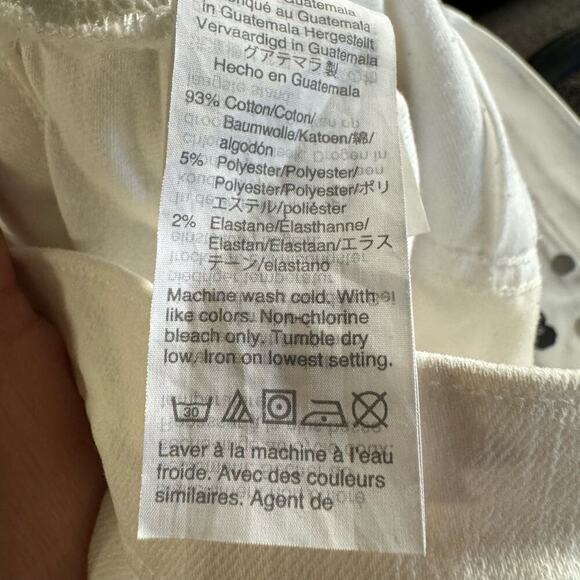 Guatemala
au Guatemala
in Guatemala Hergestellt
Vervaardigd in Guatemala
グアテマラ製
Hecho en Guatemala
93% Cotton/Coton/
Baumwolle/Katoen/綿/
algodón
5% Polyester/Polyester/
Polyester/Polyester/ポリ
エステル/poliéster
2% Elastane/Elasthanne/
Elastan/Elastaan/エラス
テーン/elastano
Machine wash cold. With
like colors. Non-chlorine
bleach only. Tumble dry
low. Iron on lowest setting.
30
Laver à la machine à l'eau
froide. Avec des couleurs
similaires. Agent de